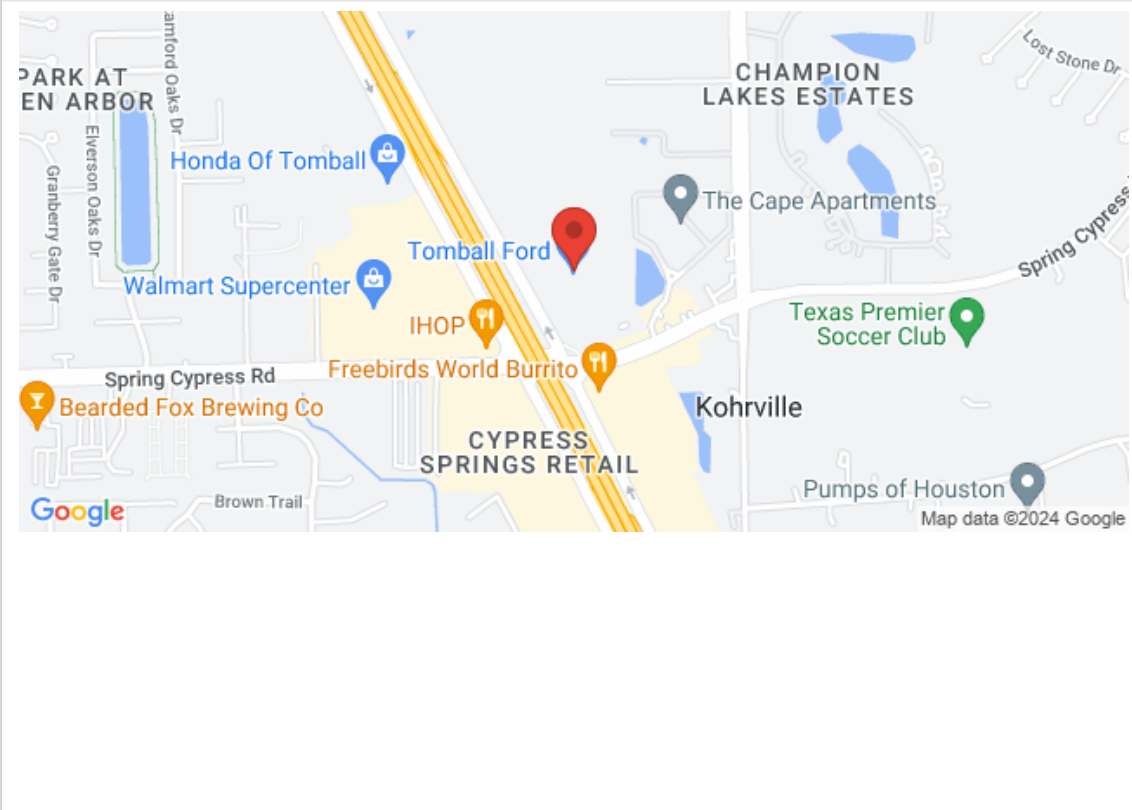 PARK AT
EN ARBOR
amford Oaks Dr
Elverson Oaks Dr
Granberry Gate Dr
Honda Of Tomball
CHAMPION
LAKES ESTATES
Lost Stone Dr
The Cape Apartments
Tomball Ford
Spring Cypress
Walmart Supercenter
IHOP
Texas Premier
Soccer Club
Freebirds World Burrito
Spring Cypress Rd
Bearded Fox Brewing Co
Kohrville
CYPRESS
SPRINGS RETAIL
Pumps of Houston
Brown Trail
Google
Map data ©2024 Google